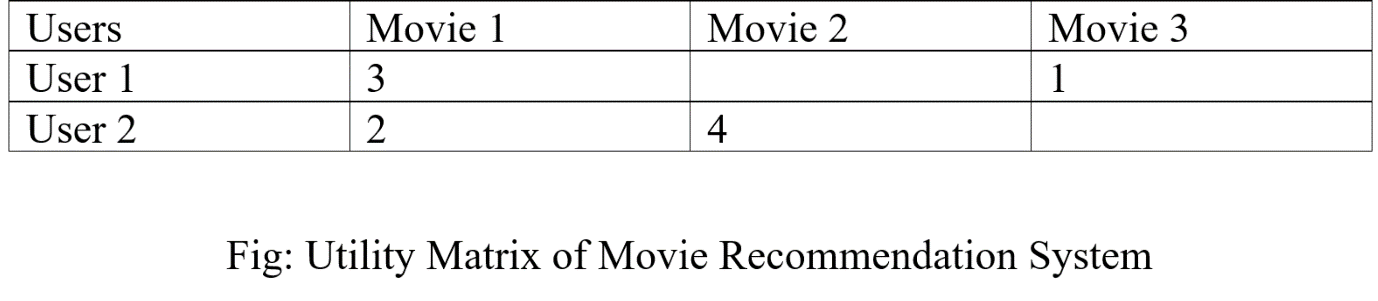 Users Movie 1 Movie 2 Movie 3
User 1 3 1
User 2 2 4
Fig: Utility Matrix of Movie Recommendation System